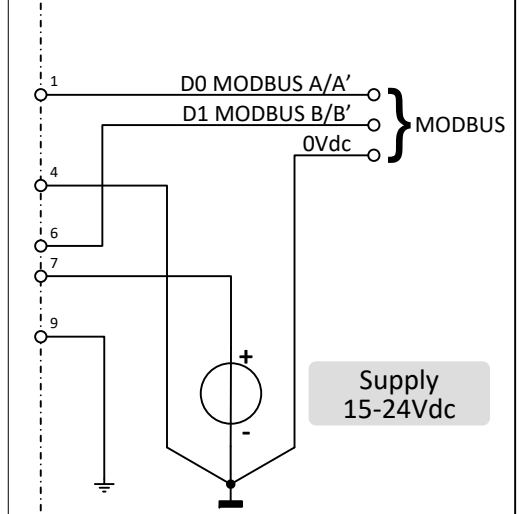 1
D0 MODBUS A/A’
D1 MODBUS B/B’
MODBUS
0Vdc
4
6
7
9
+
-
Supply
15-24Vdc